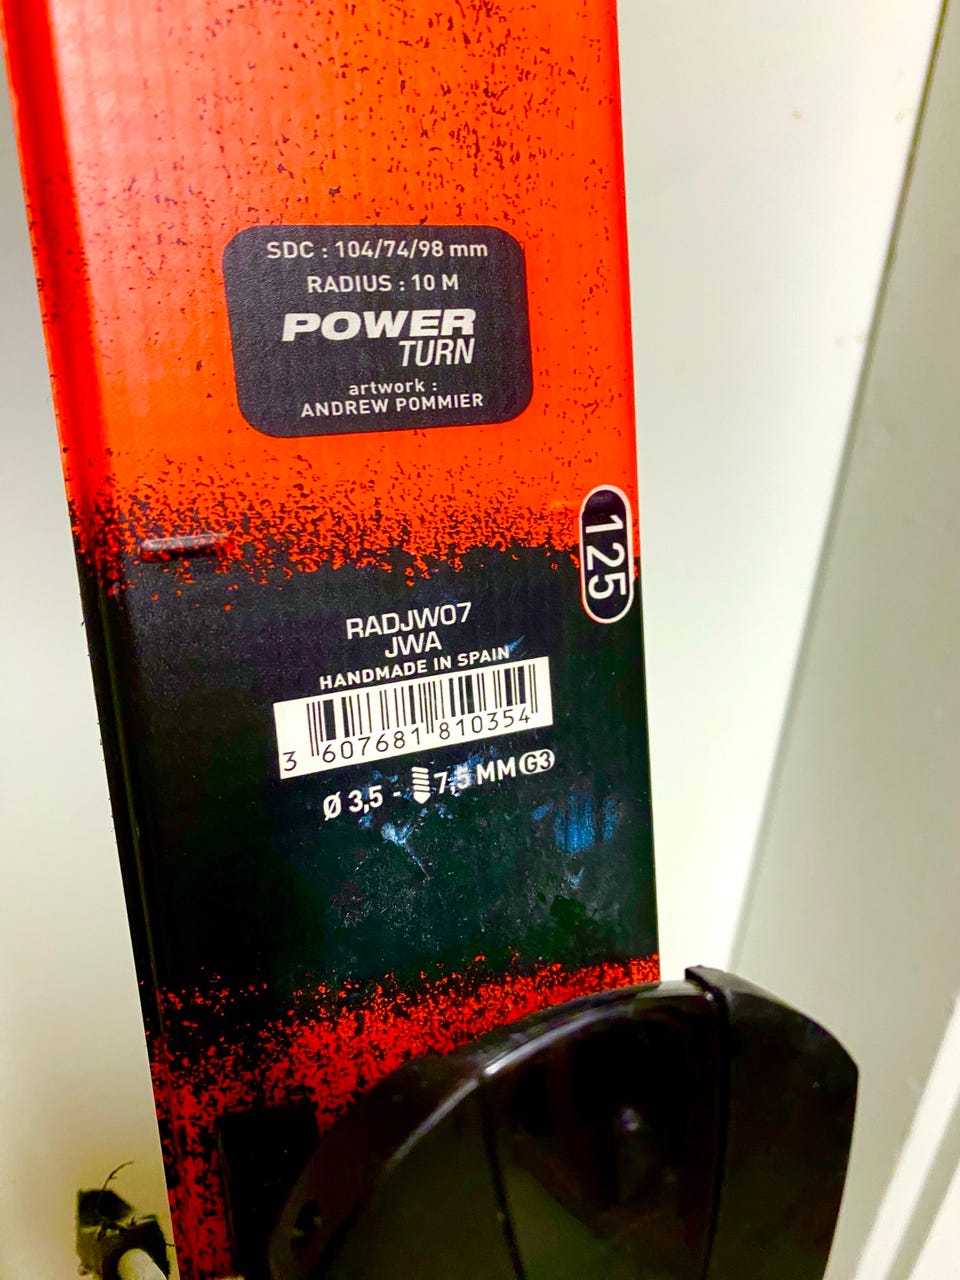 SDC : 104/74/98 mm
RADIUS : 10 M
POWER
TURN
artwork :
ANDREW POMMIER
125
RADJW07
JWA
HANDMADE IN SPAIN
3 607681 810354
Ø 3,5 - 7,5 MM G3